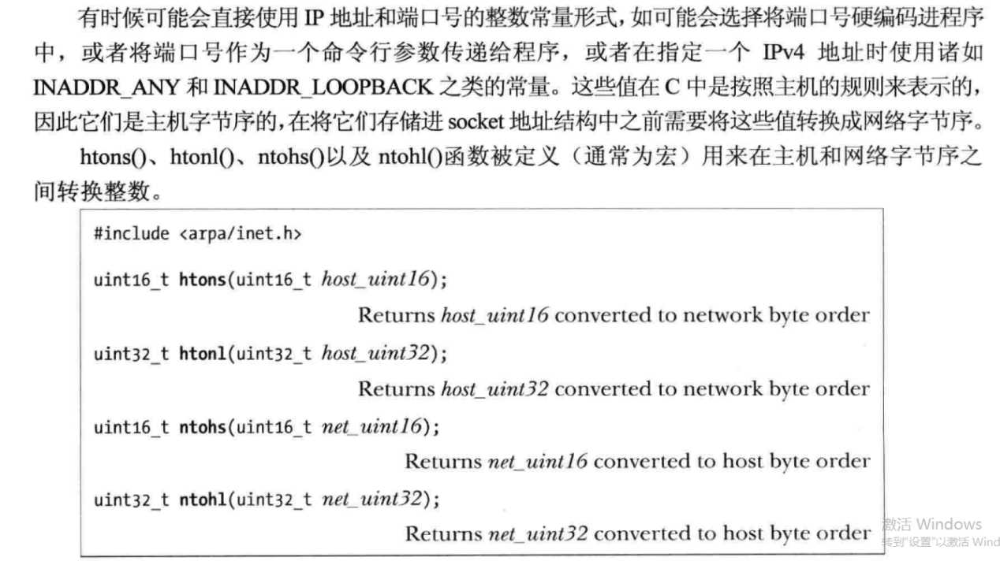 有时候可能会直接使用 IP 地址和端口号的整数常量形式，如可能会选择将端口号硬编码进程序
中，或者将端口号作为一个命令行参数传递给程序，或者在指定一个 IPv4 地址时使用诸如
INADDR_ANY 和 INADDR_LOOPBACK 之类的常量。这些值在 C 中是按照主机的规则来表示的，
因此它们是主机字节序的，在将它们存储进 socket 地址结构中之前需要将这些值转换成网络字节序。
htons()、htonl()、ntohs()以及 ntohl()函数被定义（通常为宏）用来在主机和网络字节序之
间转换整数。
#include <arpa/inet.h>
uint16_t htons(uint16_t host_uint16);
Returns host_uint16 converted to network byte order
uint32_t htonl(uint32_t host_uint32);
Returns host_uint32 converted to network byte order
uint16_t ntohs(uint16_t net_uint16);
Returns net_uint16 converted to host byte order
uint32_t ntohl(uint32_t net_uint32);
Returns net_uint32 converted to host byte order
激活 Windows
转到"设置"以激活 Wind